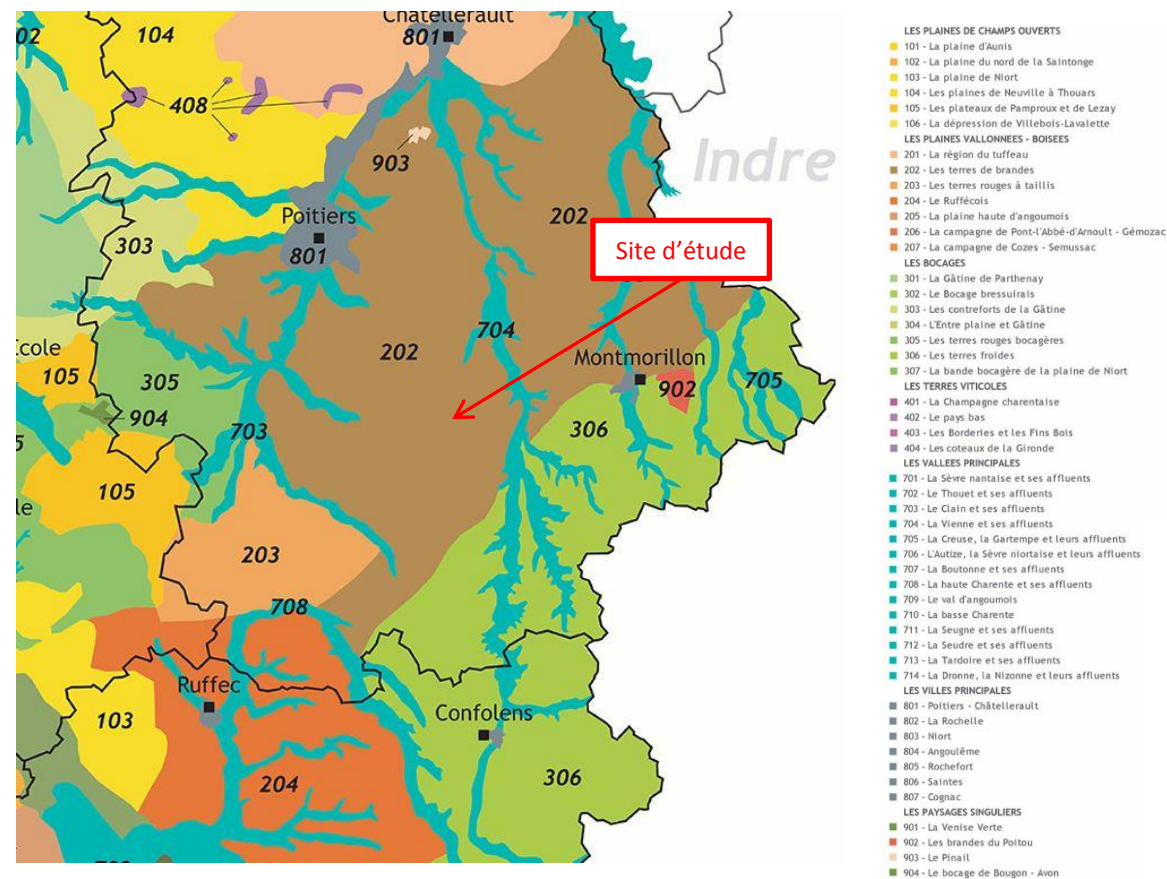 Châtellerault
801
02
104
408
903
Indre
Poitiers
801
202
303
Site d'étude
704
École
202
Montmorillon
105
305
902
705
904
703
306
5
105
le
203
708
Ruffec
103
Confolens
204
306
LES PLAINES DE CHAMPS OUVERTS
101 - La plaine d'Aunis
102 - La plaine du nord de la Saintonge
103 - La plaine de Niort
104 - Les plaines de Neuville à Thouars
105 - Les plateaux de Pamproux et de Lezay
106 - La dépression de Villebois-Lavalette
LES PLAINES VALLONNEES - BOISEES
201 - La région du tuffeau
202 - Les terres de brandes
203 - Les terres rouges à taillis
204 - Le Ruffécois
205 - La plaine haute d'angoumois
206 - La campagne de Pont-l'Abbé-d'Arnoult - Gémozac
207 - La campagne de Cozes - Semussac
LES BOCAGES
301 - La Gâtine de Parthenay
302 - Le Bocage bressuirais
303 - Les contreforts de la Gâtine
304 - L'Entre plaine et Gâtine
305 - Les terres rouges bocagères
306 - Les terres froides
307 - La bande bocagère de la plaine de Niort
LES TERRES VITICOLES
401 - La Champagne charentaise
402 - Le pays bas
403 - Les Borderies et les Fins Bois
404 - Les coteaux de la Gironde
LES VALLEES PRINCIPALES
701 - La Sèvre nantaise et ses affluents
702 - Le Thouet et ses affluents
703 - Le Clain et ses affluents
704 - La Vienne et ses affluents
705 - La Creuse, la Gartempe et leurs affluents
706 - L'Autize, la Sèvre niortaise et leurs affluents
707 - La Boutonne et ses affluents
708 - La haute Charente et ses affluents
709 - Le val d'angoumois
710 - La basse Charente
711 - La Seugne et ses affluents
712 - La Seudre et ses affluents
713 - La Tardoire et ses affluents
714 - La Dronne, la Nizonne et leurs affluents
LES VILLES PRINCIPALES
801 - Poitiers - Châtellerault
802 - La Rochelle
803 - Niort
804 - Angoulême
805 - Rochefort
806 - Saintes
807 - Cognac
LES PAYSAGES SINGULIERS
901 - La Venise Verte
902 - Les brandes du Poitou
903 - Le Pinail
904 - Le bocage de Bougon - Avon